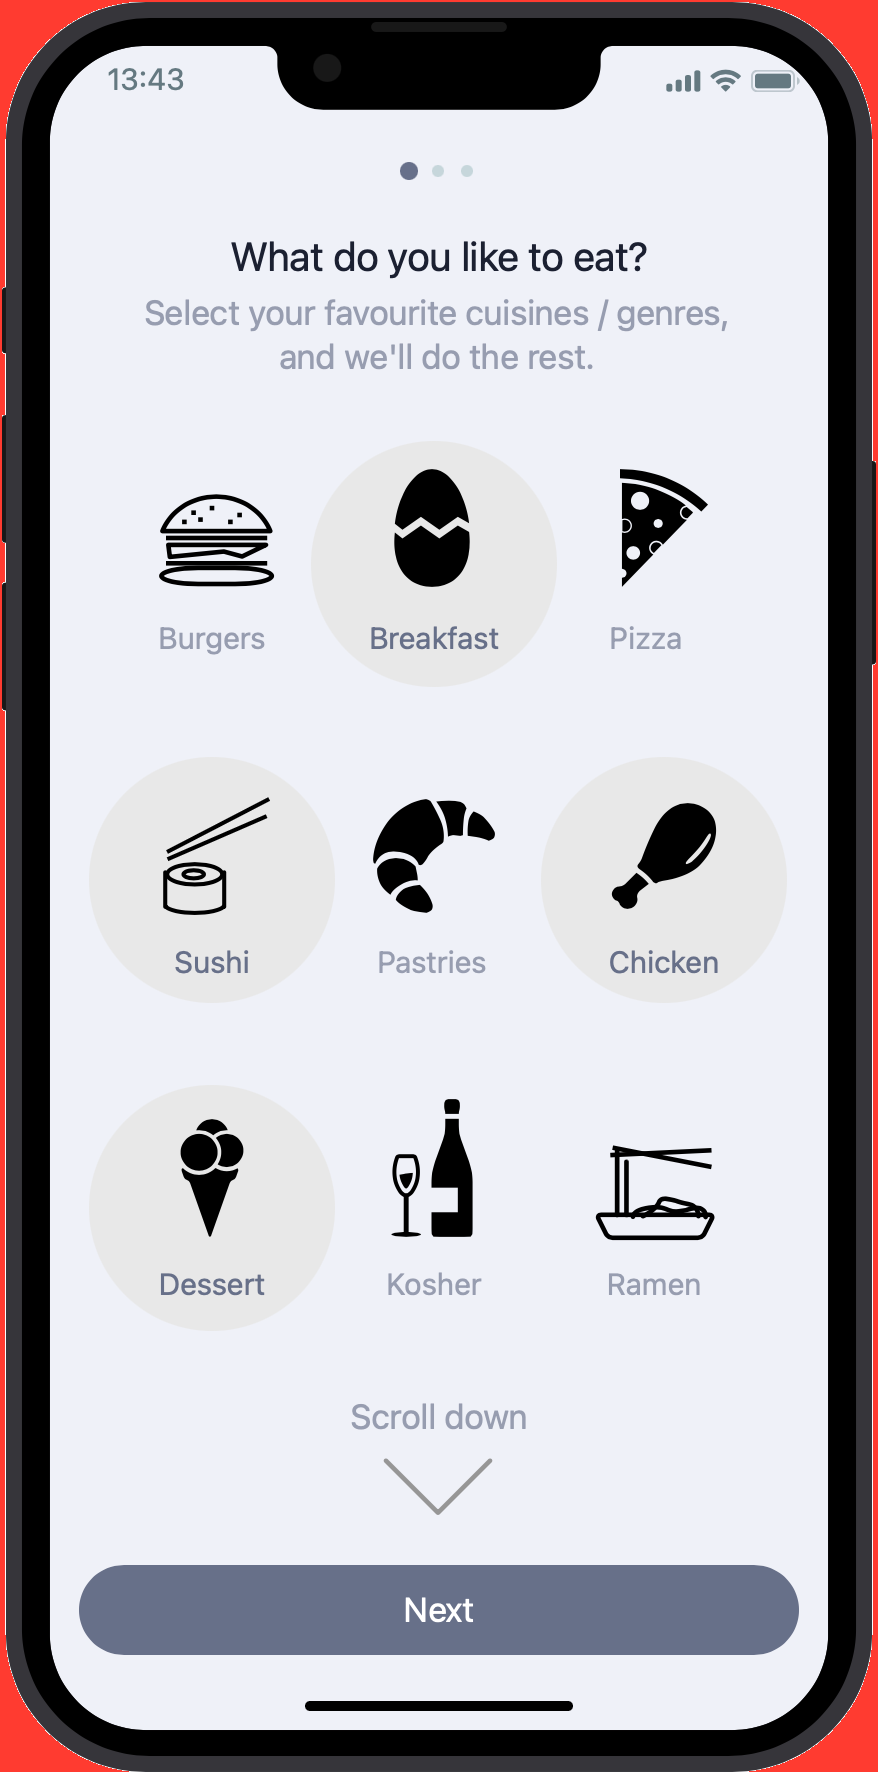 13:43
What do you like to eat?
Select your favourite cuisines / genres,
and we'll do the rest.
Burgers
Breakfast
Pizza
Sushi
Pastries
Chicken
Dessert
Kosher
Ramen
Scroll down
Next